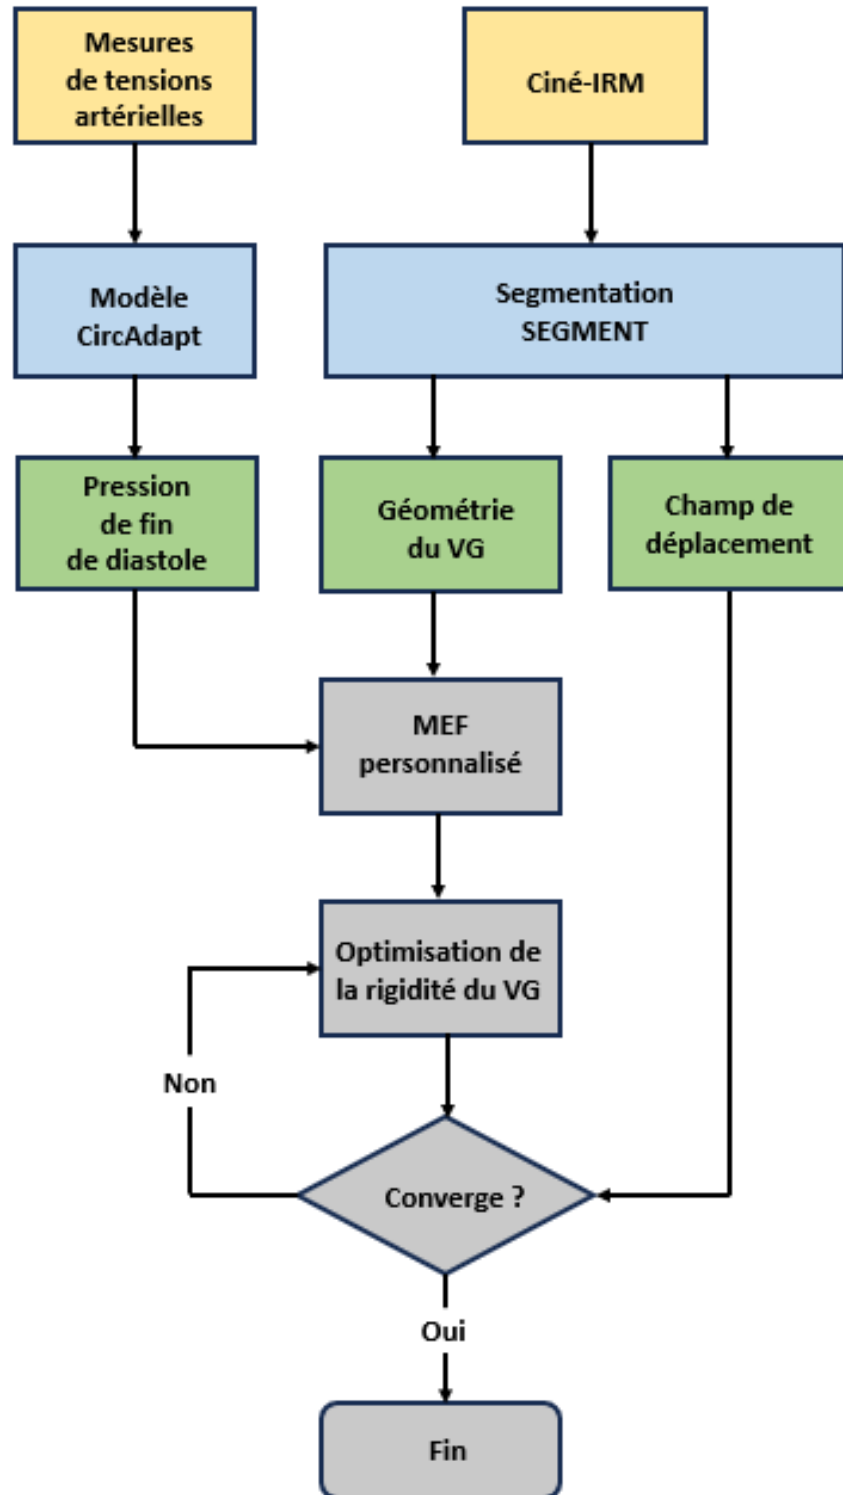 Mesures
de tensions
artérielles
Ciné-IRM
Modèle
CircAdapt
Segmentation
SEGMENT
Pression
de fin
de diastole
Géométrie
du VG
Champ de
déplacement
MEF
personnalisé
Optimisation de
la rigidité du VG
Non
Converge ?
Oui
Fin